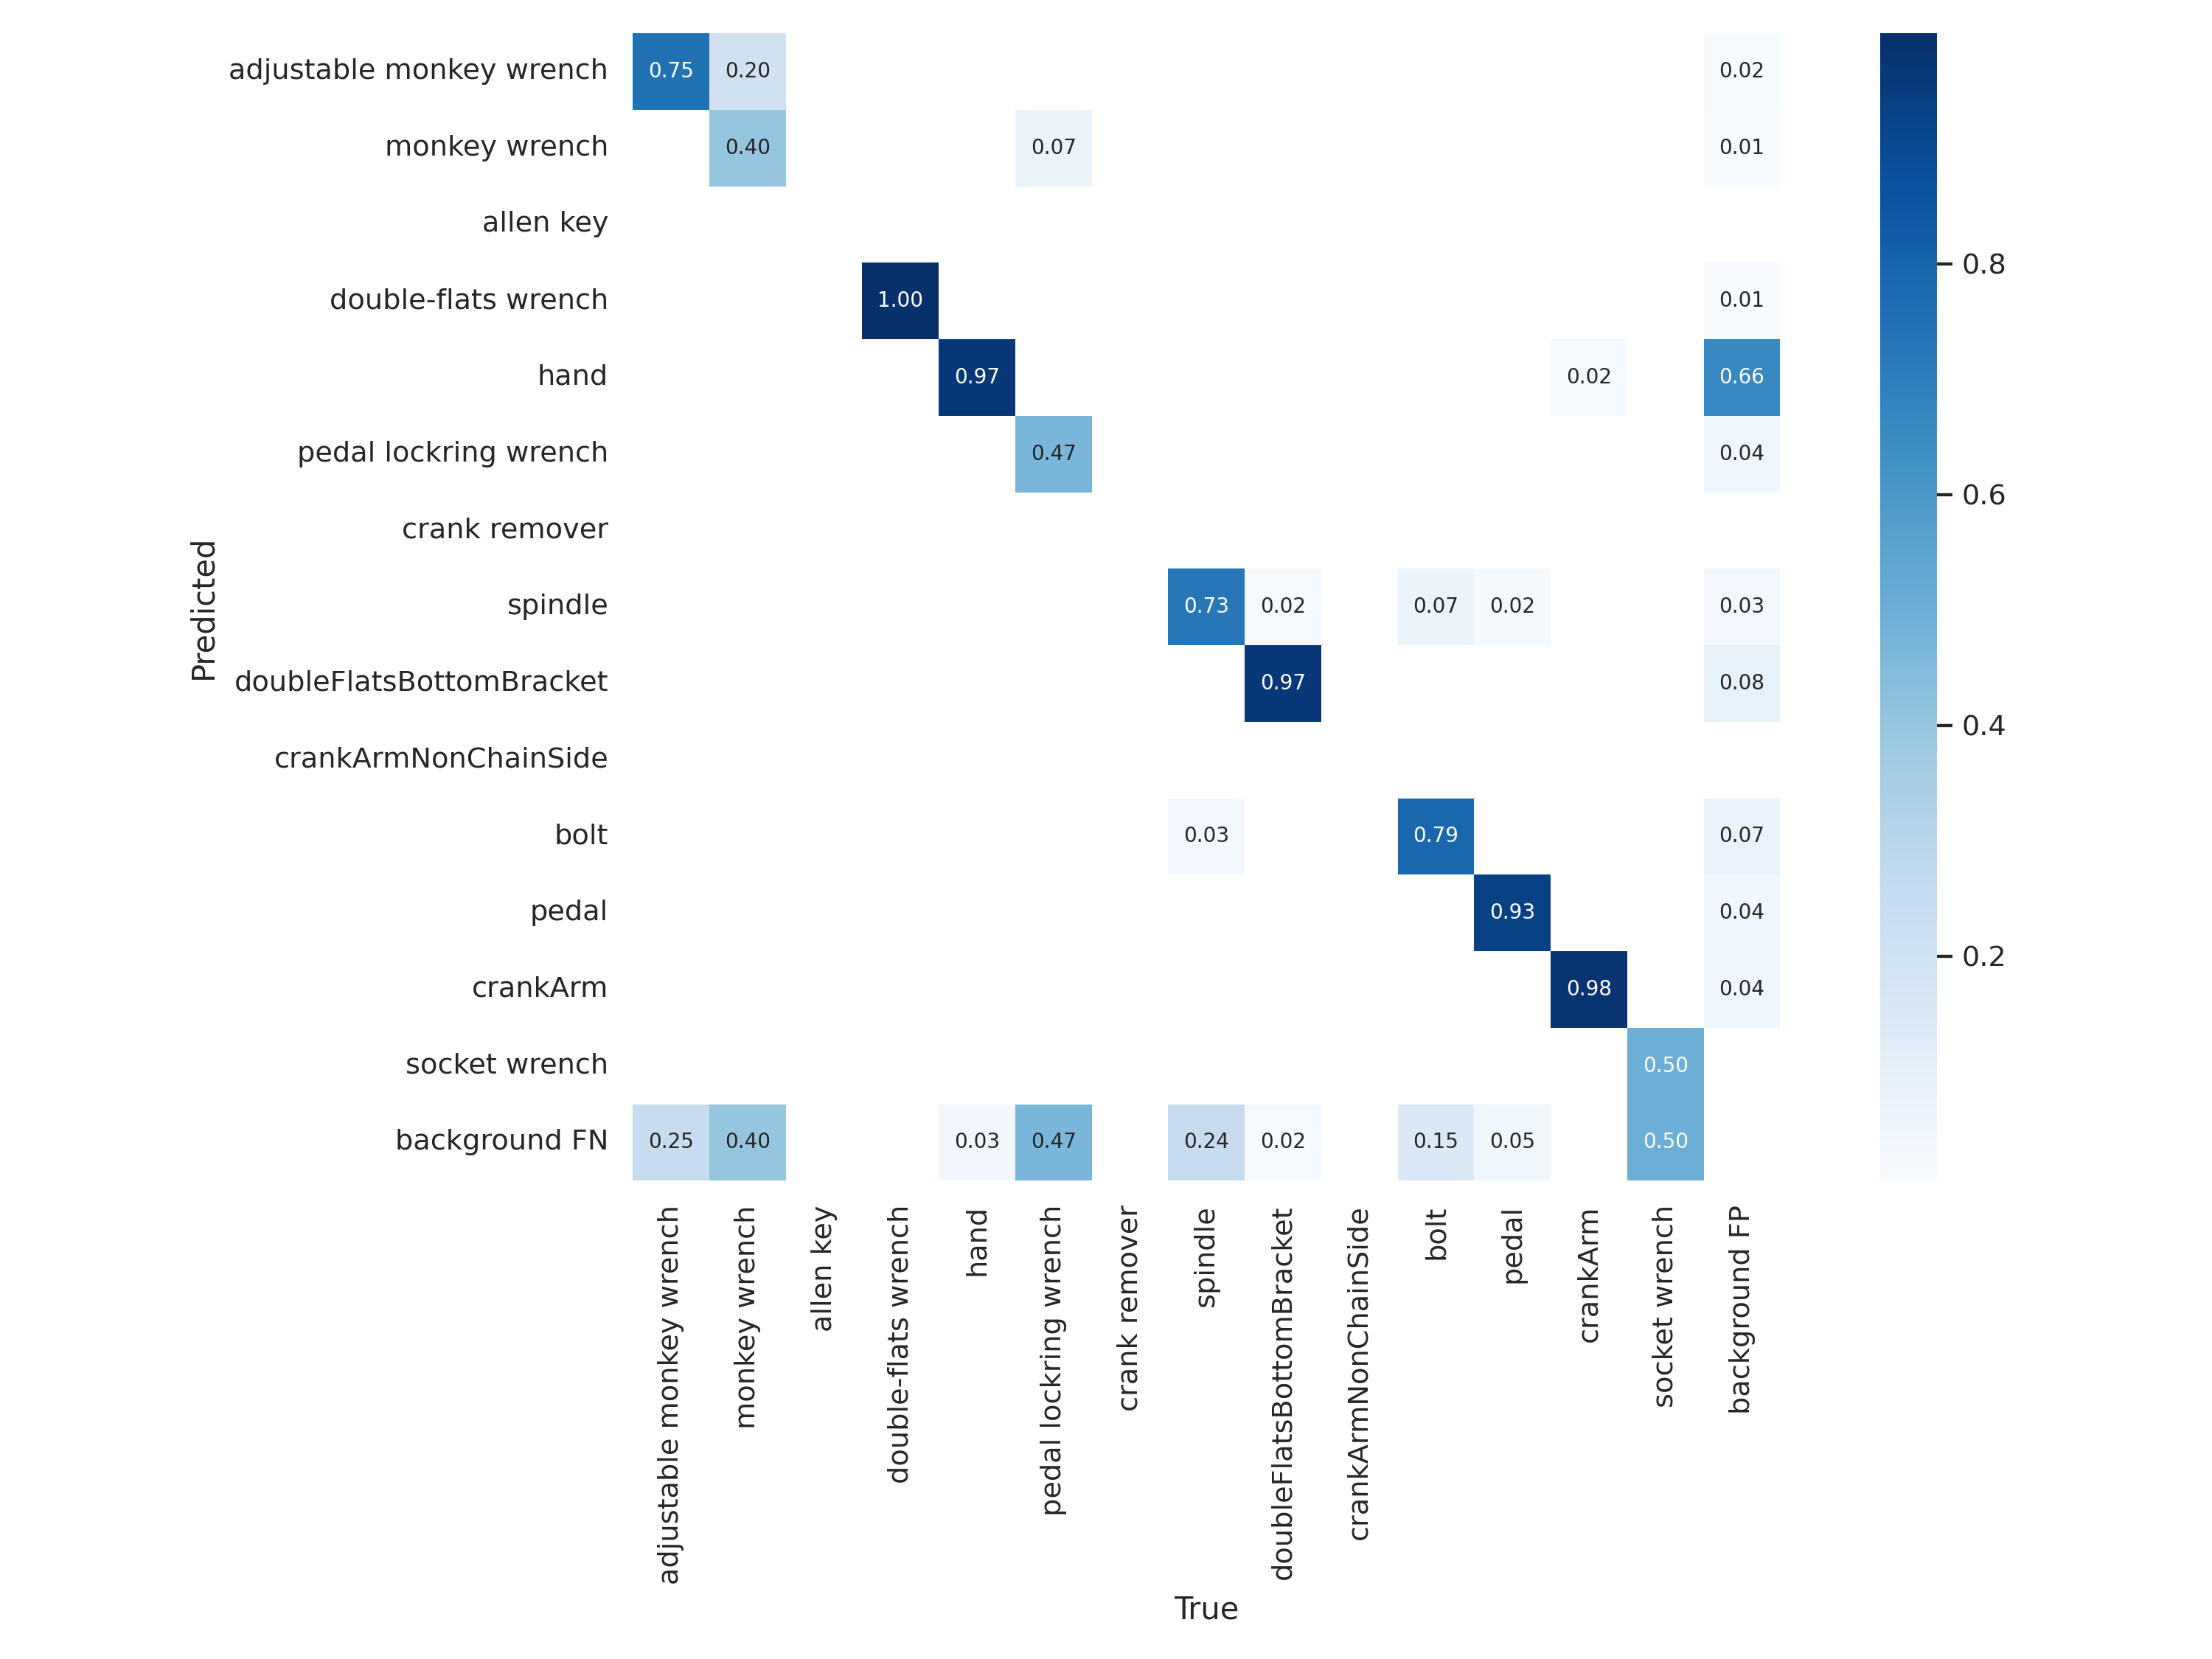 adjustable monkey wrench 0.75 0.20 0.02
monkey wrench 0.40 0.07 0.01
allen key
double-flats wrench 1.00 0.01
hand 0.97 0.02 0.66
pedal lockring wrench 0.47 0.04
crank remover
spindle 0.73 0.02 0.07 0.02 0.03
doubleFlatsBottomBracket 0.97 0.08
crankArmNonChainSide
bolt 0.03 0.79 0.07
pedal 0.93 0.04
crankArm 0.98 0.04
socket wrench 0.50
background FN 0.25 0.40 0.03 0.47 0.24 0.02 0.15 0.05 0.50
Predicted
adjustable monkey wrench
monkey wrench
allen key
double-flats wrench
hand
pedal lockring wrench
crank remover
spindle
doubleFlatsBottomBracket
crankArmNonChainSide
bolt
pedal
crankArm
socket wrench
background FP
True
0.8
0.6
0.4
0.2